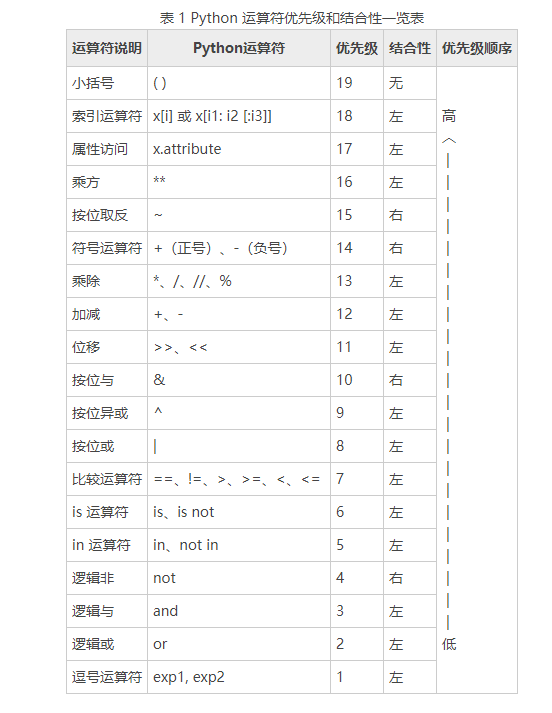 表 1 Python 运算符优先级和结合性一览表
运算符说明 Python运算符 优先级 结合性 优先级顺序
小括号 ( ) 19 无
索引运算符 x[i] 或 x[i1: i2 [:i3]] 18 左 高
属性访问 x.attribute 17 左 ︿
乘方 ** 16 左 |
按位取反 ~ 15 右 |
符号运算符 +（正号）、-（负号） 14 右 |
乘除 *、/、//、% 13 左 |
加减 +、- 12 左 |
位移 >>、<< 11 左 |
按位与 & 10 右 |
按位异或 ^ 9 左 |
按位或 | 8 左 |
比较运算符 ==、!=、>、>=、<、<= 7 左 |
is 运算符 is、is not 6 左 |
in 运算符 in、not in 5 左 |
逻辑非 not 4 右 |
逻辑与 and 3 左 |
逻辑或 or 2 左 低
逗号运算符 exp1, exp2 1 左